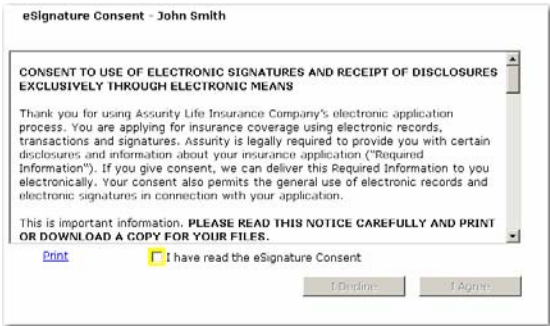 eSignature Consent - John Smith
CONSENT TO USE OF ELECTRONIC SIGNATURES AND RECEIPT OF DISCLOSURES
EXCLUSIVELY THROUGH ELECTRONIC MEANS
Thank you for using Assurity Life Insurance Company's electronic application
process. You are applying for insurance coverage using electronic records,
transactions and signatures. Assurity is legally required to provide you with certain
disclosures and information about your insurance application ("Required
Information"). If you give consent, we can deliver this Required Information to you
electronically. Your consent also permits the general use of electronic records and
electronic signatures in connection with your application.
This is important information. PLEASE READ THIS NOTICE CAREFULLY AND PRINT
OR DOWNLOAD A COPY FOR YOUR FILES.
Print I have read the eSignature Consent
I Decline I Agree